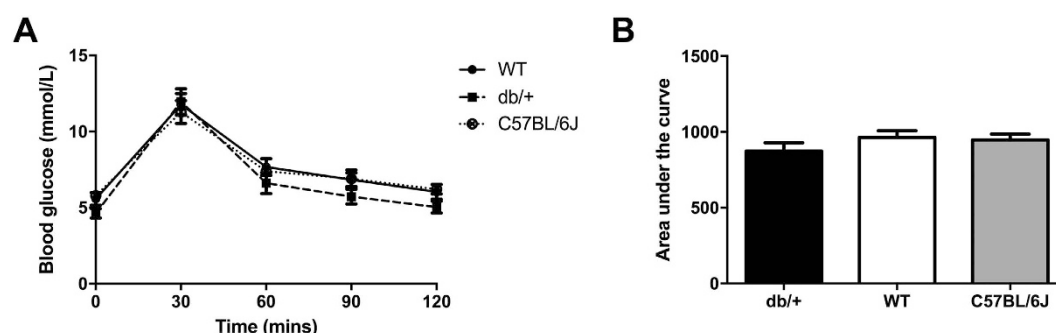 A
Blood glucose (mmol/L)
15
10
5
0
0 30 60 90 120
Time (mins)
WT
db/+
C57BL/6J
B
Area under the curve
1500
1000
500
0
db/+ WT C57BL/6J